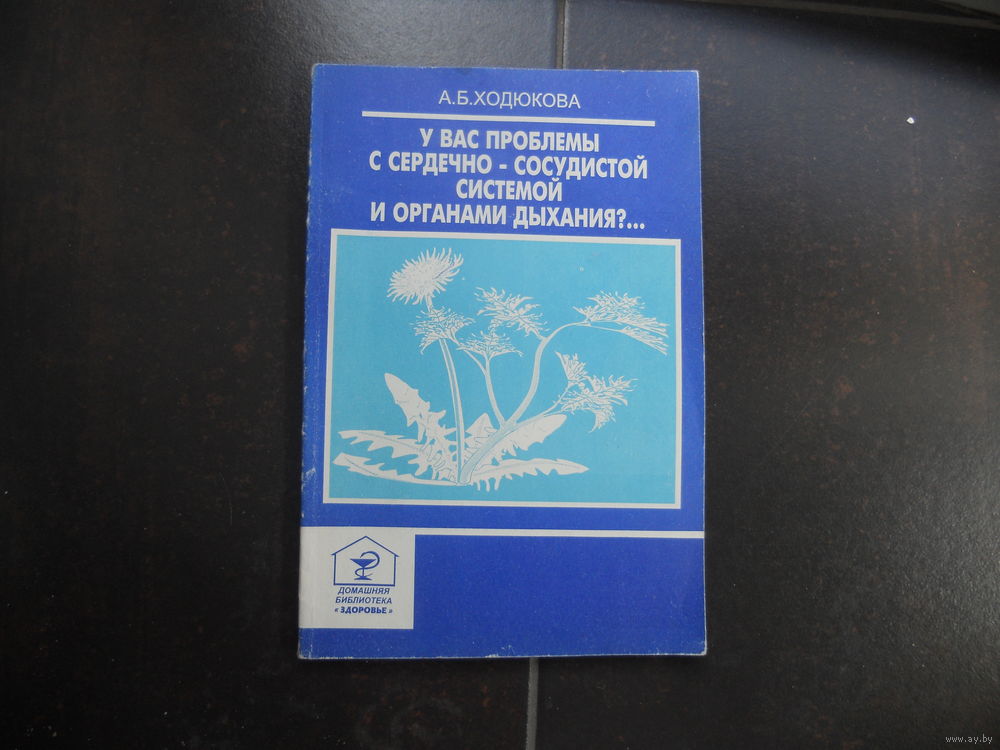 А.Б.ХОДЮКОВА
У ВАС ПРОБЛЕМЫ
С СЕРДЕЧНО - СОСУДИСТОЙ
СИСТЕМОЙ
И ОРГАНАМИ ДЫХАНИЯ?...
ДОМАШНЯЯ
БИБЛИОТЕКА
«ЗДОРОВЬЕ»
www.ay.by